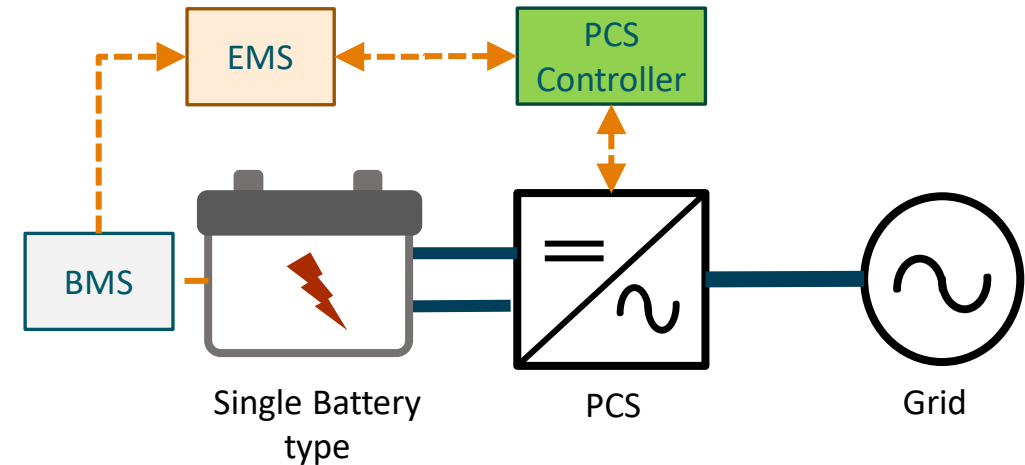 EMS
PCS
Controller
BMS
Single Battery
type
PCS
Grid